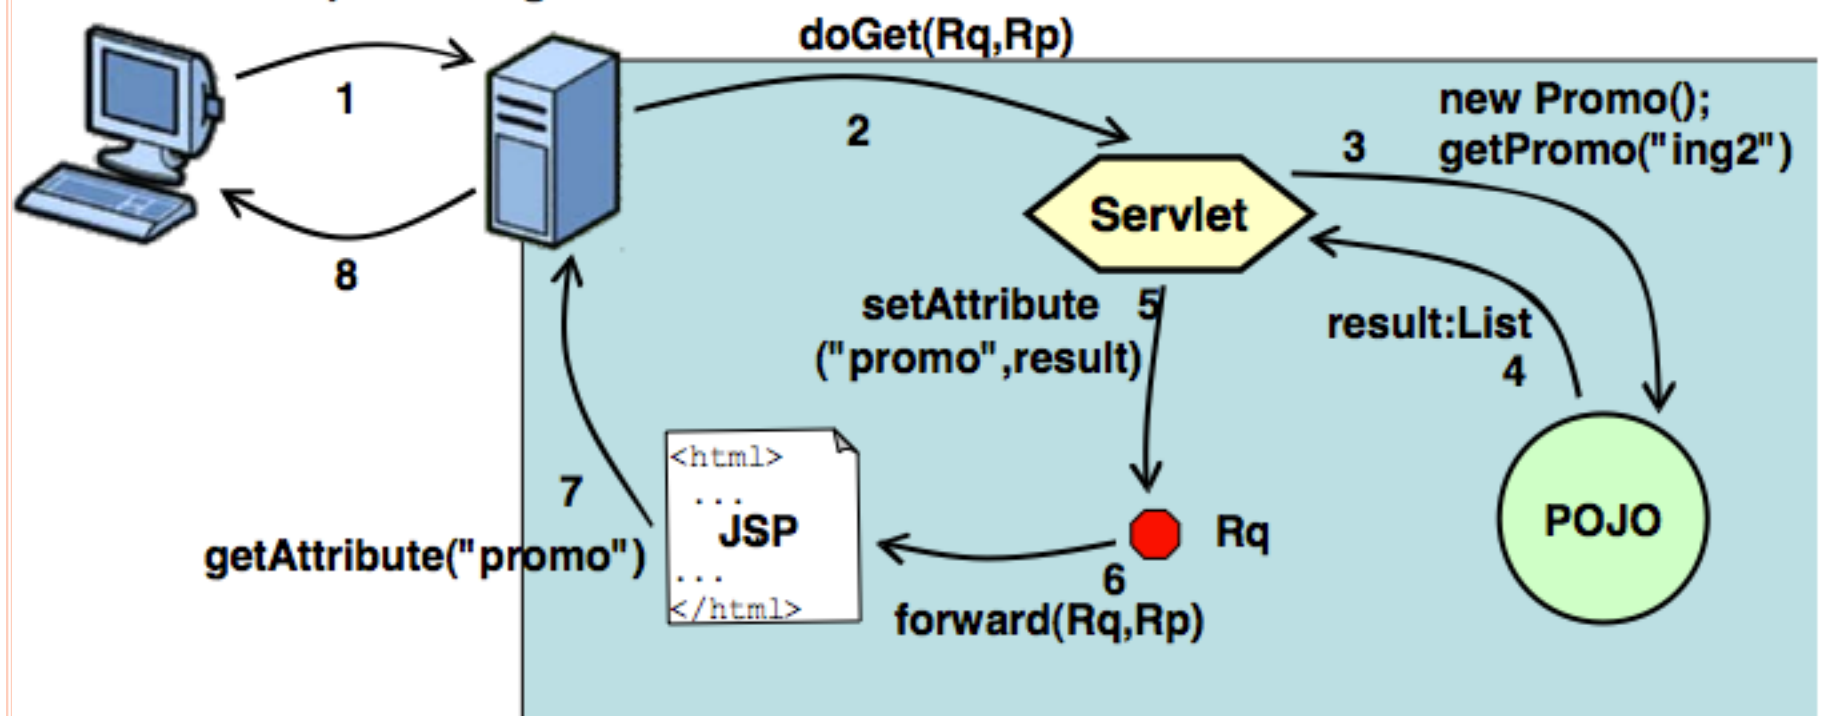 doGet(Rq,Rp)
1
2
new Promo();
3
getPromo("ing2")
Servlet
8
setAttribute 5
("promo",result)
result:List
4
<html>
...
JSP
...
</html>
7
getAttribute("promo")
Rq
POJO
6
forward(Rq,Rp)